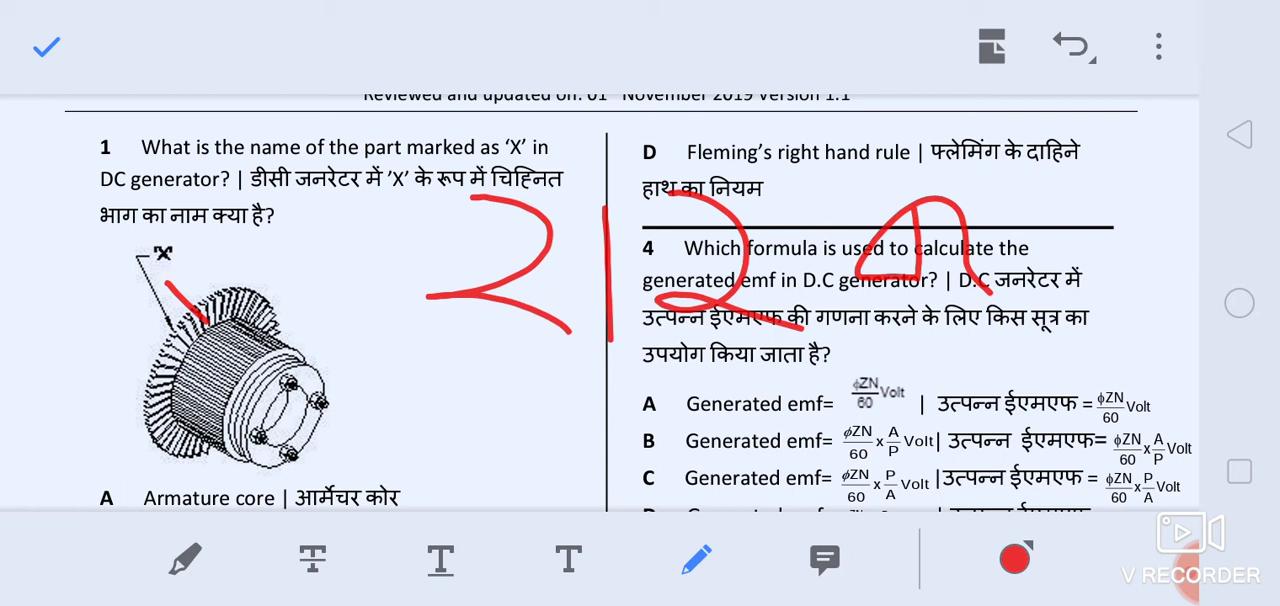 Reviewed and updated on: 01 November 2019 Version 1.1
1 What is the name of the part marked as ‘X’ in
DC generator? | डीसी जनरेटर में 'X' के रूप में चिह्नित
भाग का नाम क्या है?
'X'
A Armature core | आर्मेचर कोर
D Fleming’s right hand rule | फ्लेमिंग के दाहिने
हाथ का नियम
4 Which formula is used to calculate the
generated emf in D.C generator? | D.C जनरेटर में
उत्पन्न ईएमएफ की गणना करने के लिए किस सूत्र का
उपयोग किया जाता है?
A Generated emf= ϕZN/60 Volt | उत्पन्न ईएमएफ = ϕZN/60 Volt
B Generated emf= ϕZN/60 x A/P Volt| उत्पन्न ईएमएफ= ϕZN/60 x A/P Volt
C Generated emf= ϕZN/60 x P/A Volt |उत्पन्न ईएमएफ = ϕZN/60 x P/A Volt
T T T
V RECORDER